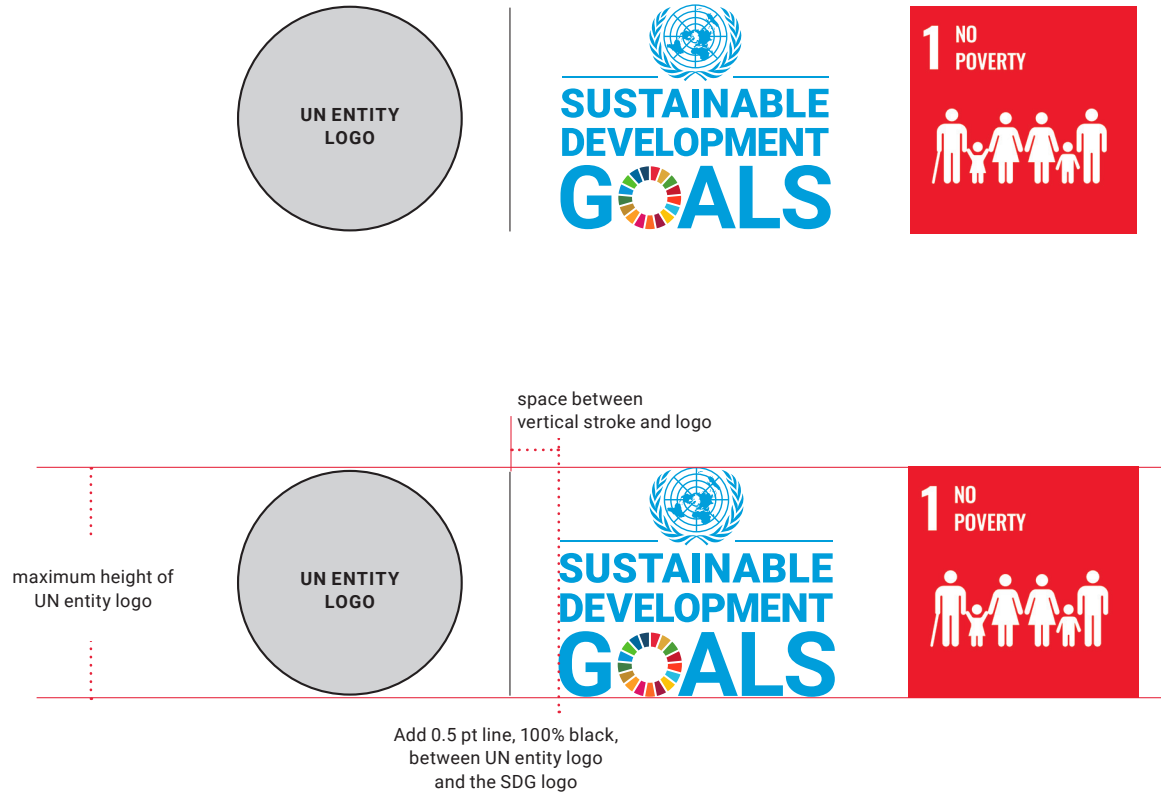 UN ENTITY
LOGO
SUSTAINABLE
DEVELOPMENT
GOALS
1 NO
POVERTY
space between
vertical stroke and logo
maximum height of
UN entity logo
UN ENTITY
LOGO
SUSTAINABLE
DEVELOPMENT
GOALS
1 NO
POVERTY
Add 0.5 pt line, 100% black,
between UN entity logo
and the SDG logo